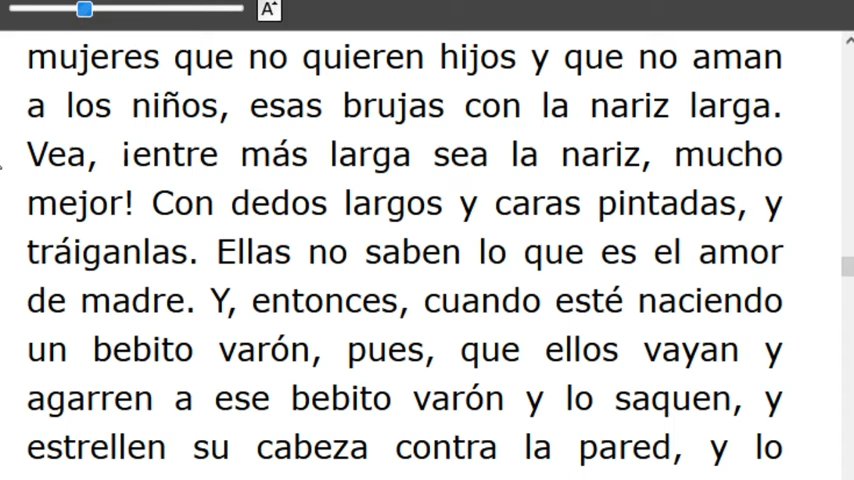 A
mujeres que no quieren hijos y que no aman
a los niños, esas brujas con la nariz larga.
Vea, ¡entre más larga sea la nariz, mucho
mejor! Con dedos largos y caras pintadas, y
tráiganlas. Ellas no saben lo que es el amor
de madre. Y, entonces, cuando esté naciendo
un bebito varón, pues, que ellos vayan y
agarren a ese bebito varón y lo saquen, y
estrellen su cabeza contra la pared, y lo